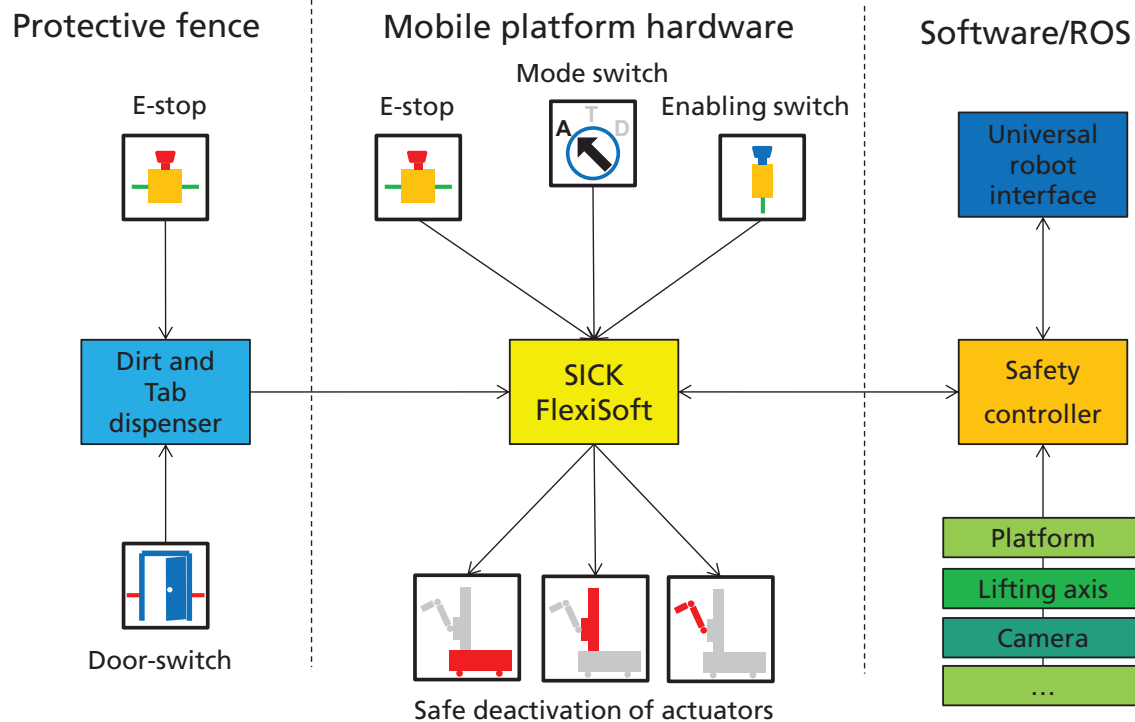 Protective fence
Mobile platform hardware
Software/ROS
E-stop
E-stop
Mode switch
A
T
D
Enabling switch
Universal
robot
interface
Dirt and
Tab
dispenser
SICK
FlexiSoft
Safety
controller
Door-switch
Safe deactivation of actuators
Platform
Lifting axis
Camera
...